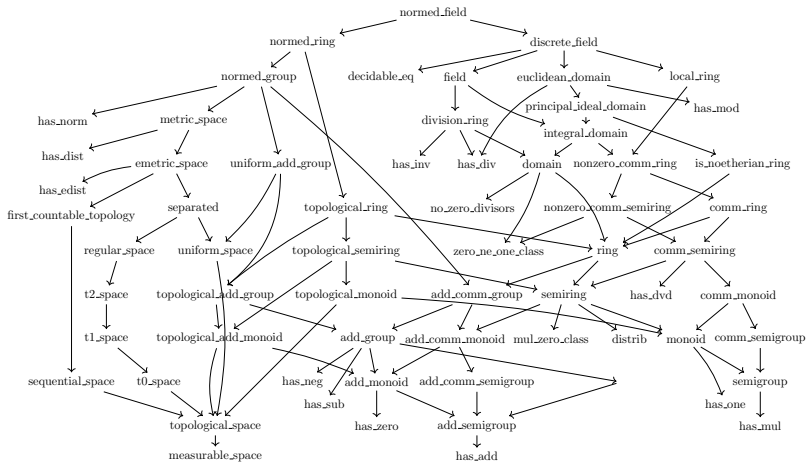 normed_field
normed_ring
discrete_field
normed_group
decidable_eq
field
euclidean_domain
local_ring
has_norm
metric_space
principal_ideal_domain
has_mod
division_ring
integral_domain
has_dist
emetric_space
uniform_add_group
has_inv
has_div
domain
nonzero_comm_ring
is_noetherian_ring
has_edist
first_countable_topology
separated
topological_ring
no_zero_divisors
nonzero_comm_semiring
comm_ring
regular_space
uniform_space
topological_semiring
zero_ne_one_class
ring
comm_semiring
t2_space
topological_add_group
topological_monoid
add_comm_group
semiring
has_dvd
comm_monoid
t1_space
topological_add_monoid
add_group
add_comm_monoid
mul_zero_class
distrib
monoid
comm_semigroup
sequential_space
t0_space
has_neg
add_monoid
add_comm_semigroup
semigroup
has_sub
has_one
topological_space
has_zero
add_semigroup
has_mul
measurable_space
has_add